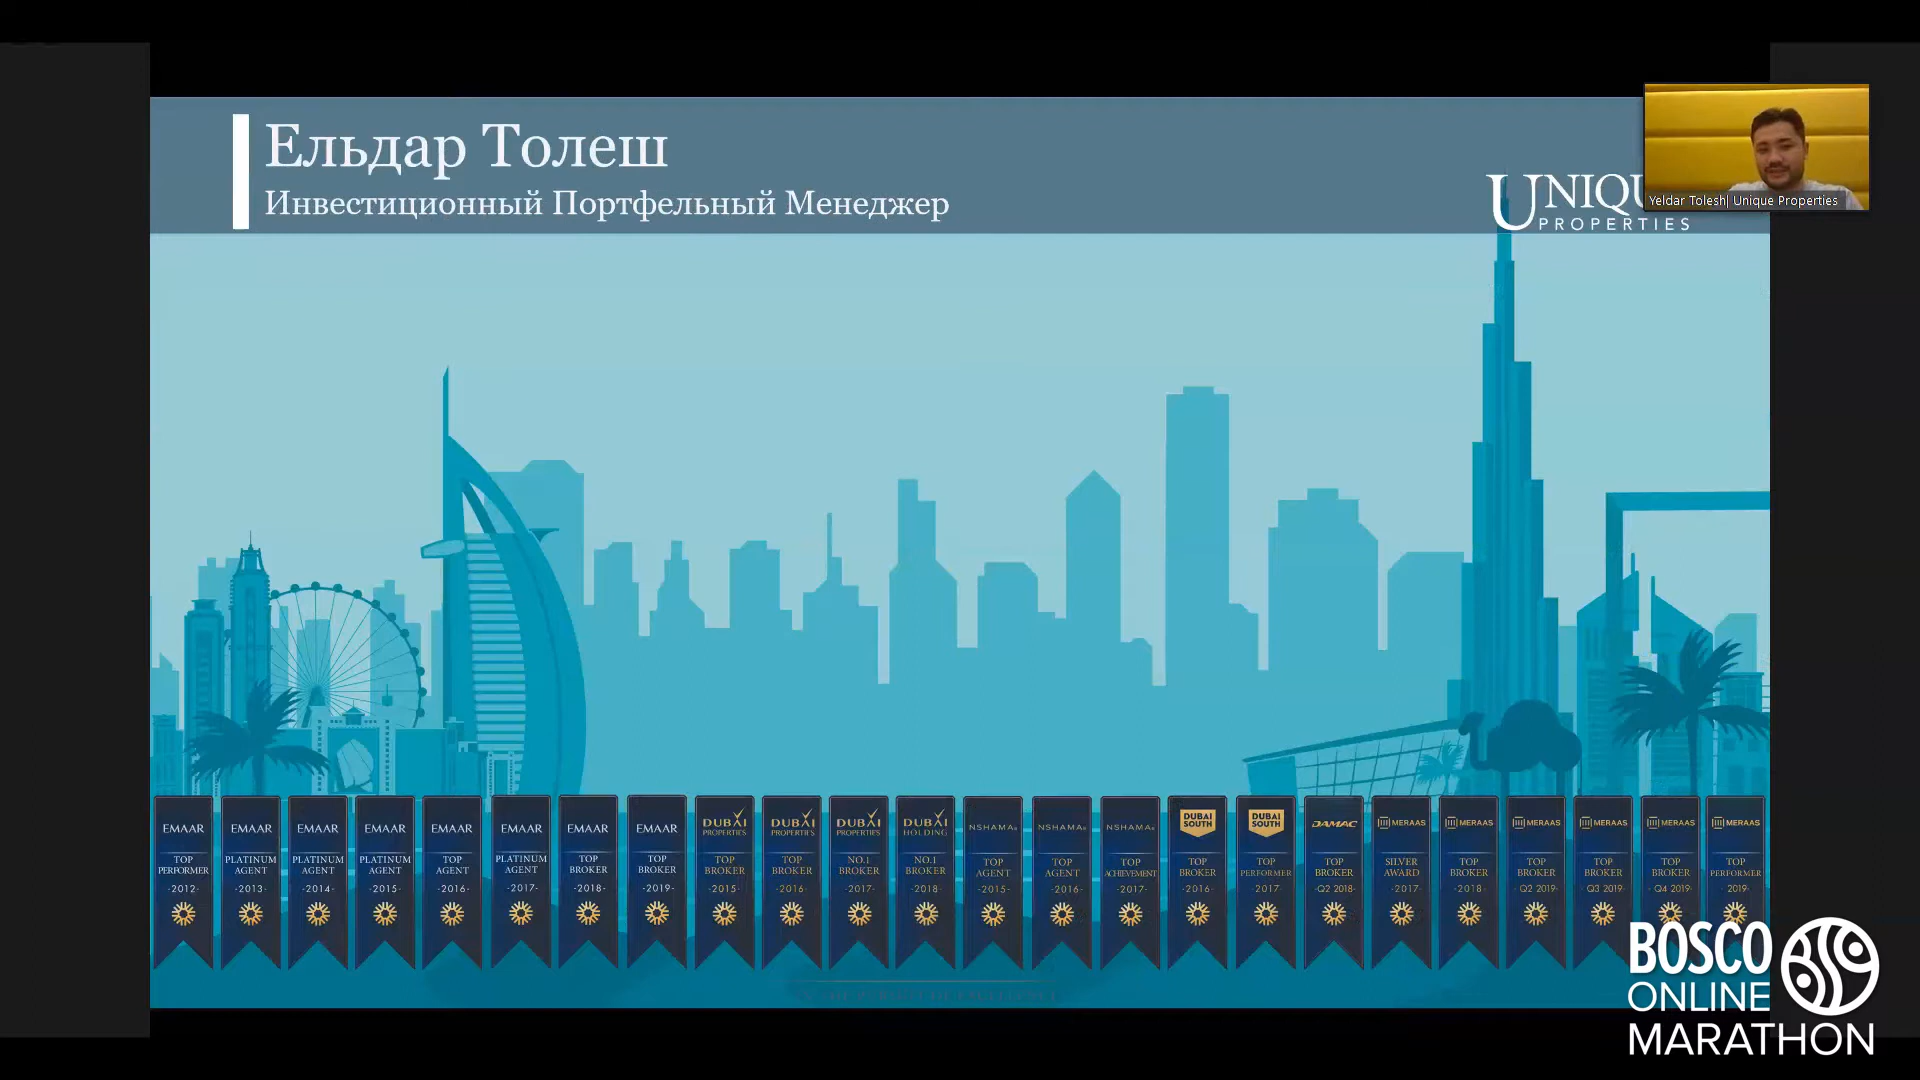 Ельдар Толеш
Инвестиционный Портфельный Менеджер
UNIQU
PROPERTIES
Yeldar Tolesh| Unique Properties
EMAAR
TOP
PERFORMER
·2012·
EMAAR
PLATINUM
AGENT
·2013·
EMAAR
PLATINUM
AGENT
·2014·
EMAAR
PLATINUM
AGENT
·2015·
EMAAR
TOP
AGENT
·2016·
EMAAR
PLATINUM
AGENT
·2017·
EMAAR
TOP
BROKER
·2018·
EMAAR
TOP
BROKER
·2019·
DUBAI
PROPERTIES
TOP
BROKER
·2015·
DUBAI
PROPERTIES
TOP
BROKER
·2016·
DUBAI
PROPERTIES
NO.1
BROKER
·2017·
DUBAI
HOLDING
NO.1
BROKER
·2018·
NSHAMA
TOP
AGENT
·2015·
NSHAMA
TOP
AGENT
·2016·
NSHAMA
TOP
ACHIEVEMENT
·2017·
DUBAI
SOUTH
TOP
BROKER
·2016·
DUBAI
SOUTH
TOP
PERFORMER
·2017·
DAMAC
TOP
BROKER
·Q2 2018·
MERAAS
SILVER
AWARD
·2017·
MERAAS
TOP
BROKER
·2018·
MERAAS
TOP
BROKER
·Q2 2019·
MERAAS
TOP
BROKER
·Q3 2019·
MERAAS
TOP
BROKER
·Q4 2019·
MERAAS
TOP
PERFORMER
·2019·
BOSCO
ONLINE
MARATHON